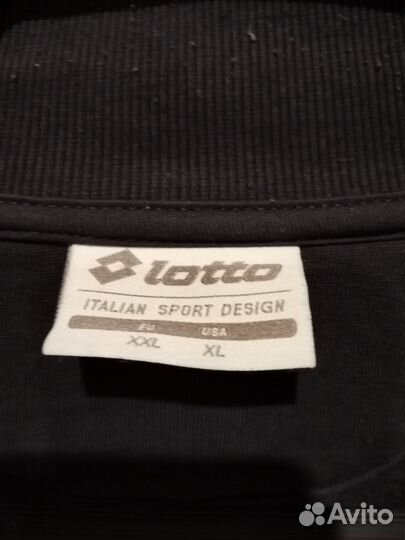 lotto
ITALIAN SPORT DESIGN
EU USA
XXL XL
Avito